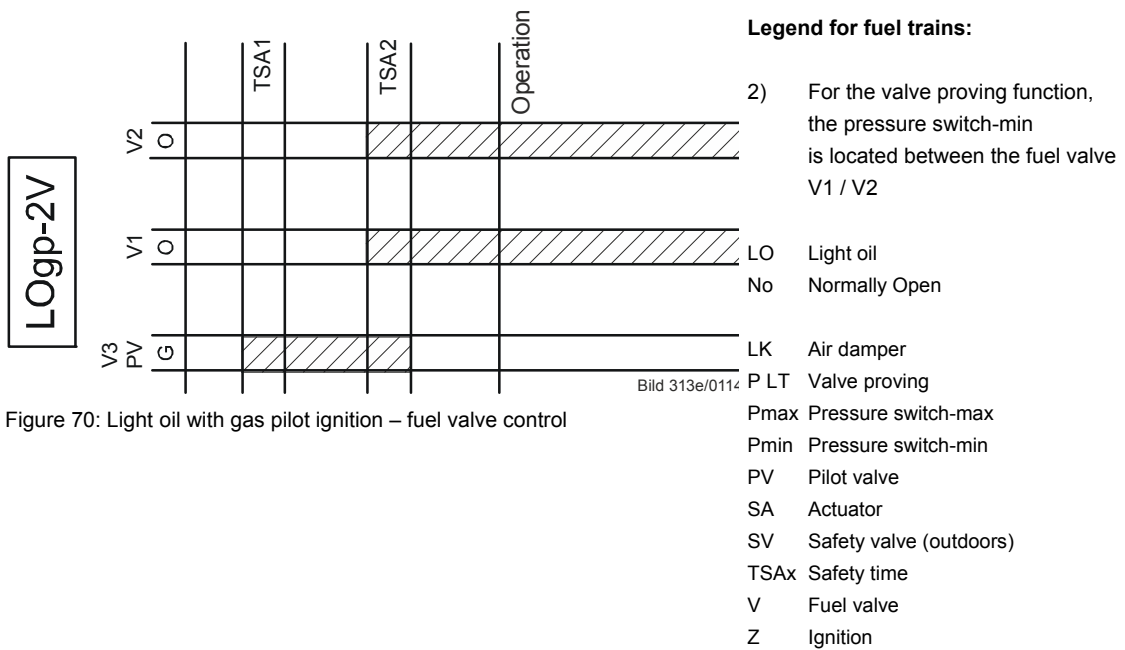 TSA1
TSA2
Operation
LOgp-2V
V2
O
V1
O
V3
PV
G
Bild 313e/0114
Figure 70: Light oil with gas pilot ignition – fuel valve control
Legend for fuel trains:
2) For the valve proving function,
the pressure switch-min
is located between the fuel valve
V1 / V2
LO Light oil
No Normally Open
LK Air damper
P LT Valve proving
Pmax Pressure switch-max
Pmin Pressure switch-min
PV Pilot valve
SA Actuator
SV Safety valve (outdoors)
TSAx Safety time
V Fuel valve
Z Ignition